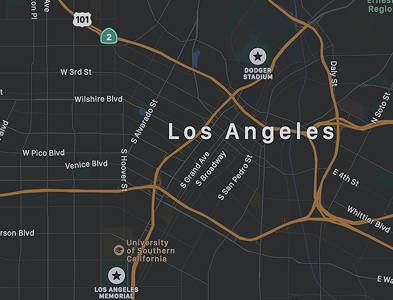 Ernest
Regio
101
on Pl
2
DODGER
STADIUM
W 3rd St
Daly St
Wilshire Blvd
N Soto St
S Alvarado St
Los Angeles
W Pico Blvd
Venice Blvd
S Hoover St
S Grand Ave
S Broadway
S San Pedro St
E 4th St
Whittier Blvd
rson Blvd
University
of Southern
California
LOS ANGELES
MEMORIAL
E Wa